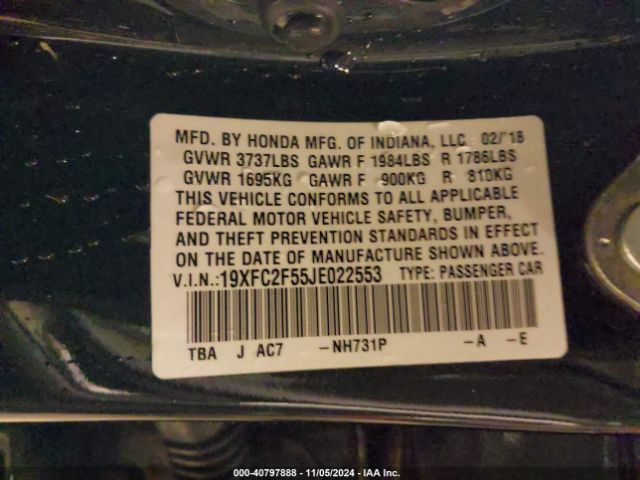 MFD. BY HONDA MFG. OF INDIANA, LLC 02/18
GVWR 3737LBS GAWR F 1984LBS R 1786LBS
GVWR 1695KG GAWR F 900KG R 810KG
THIS VEHICLE CONFORMS TO ALL APPLICABLE
FEDERAL MOTOR VEHICLE SAFETY, BUMPER,
AND THEFT PREVENTION STANDARDS IN EFFECT
ON THE DATE OF MANUFACTURE SHOWN ABOVE.
V.I.N.:19XFC2F55JE022553 TYPE: PASSENGER CAR
TBA J AC7 -NH731P -A -E
000-40797888 | 11/05/2024 | IAA Inc.